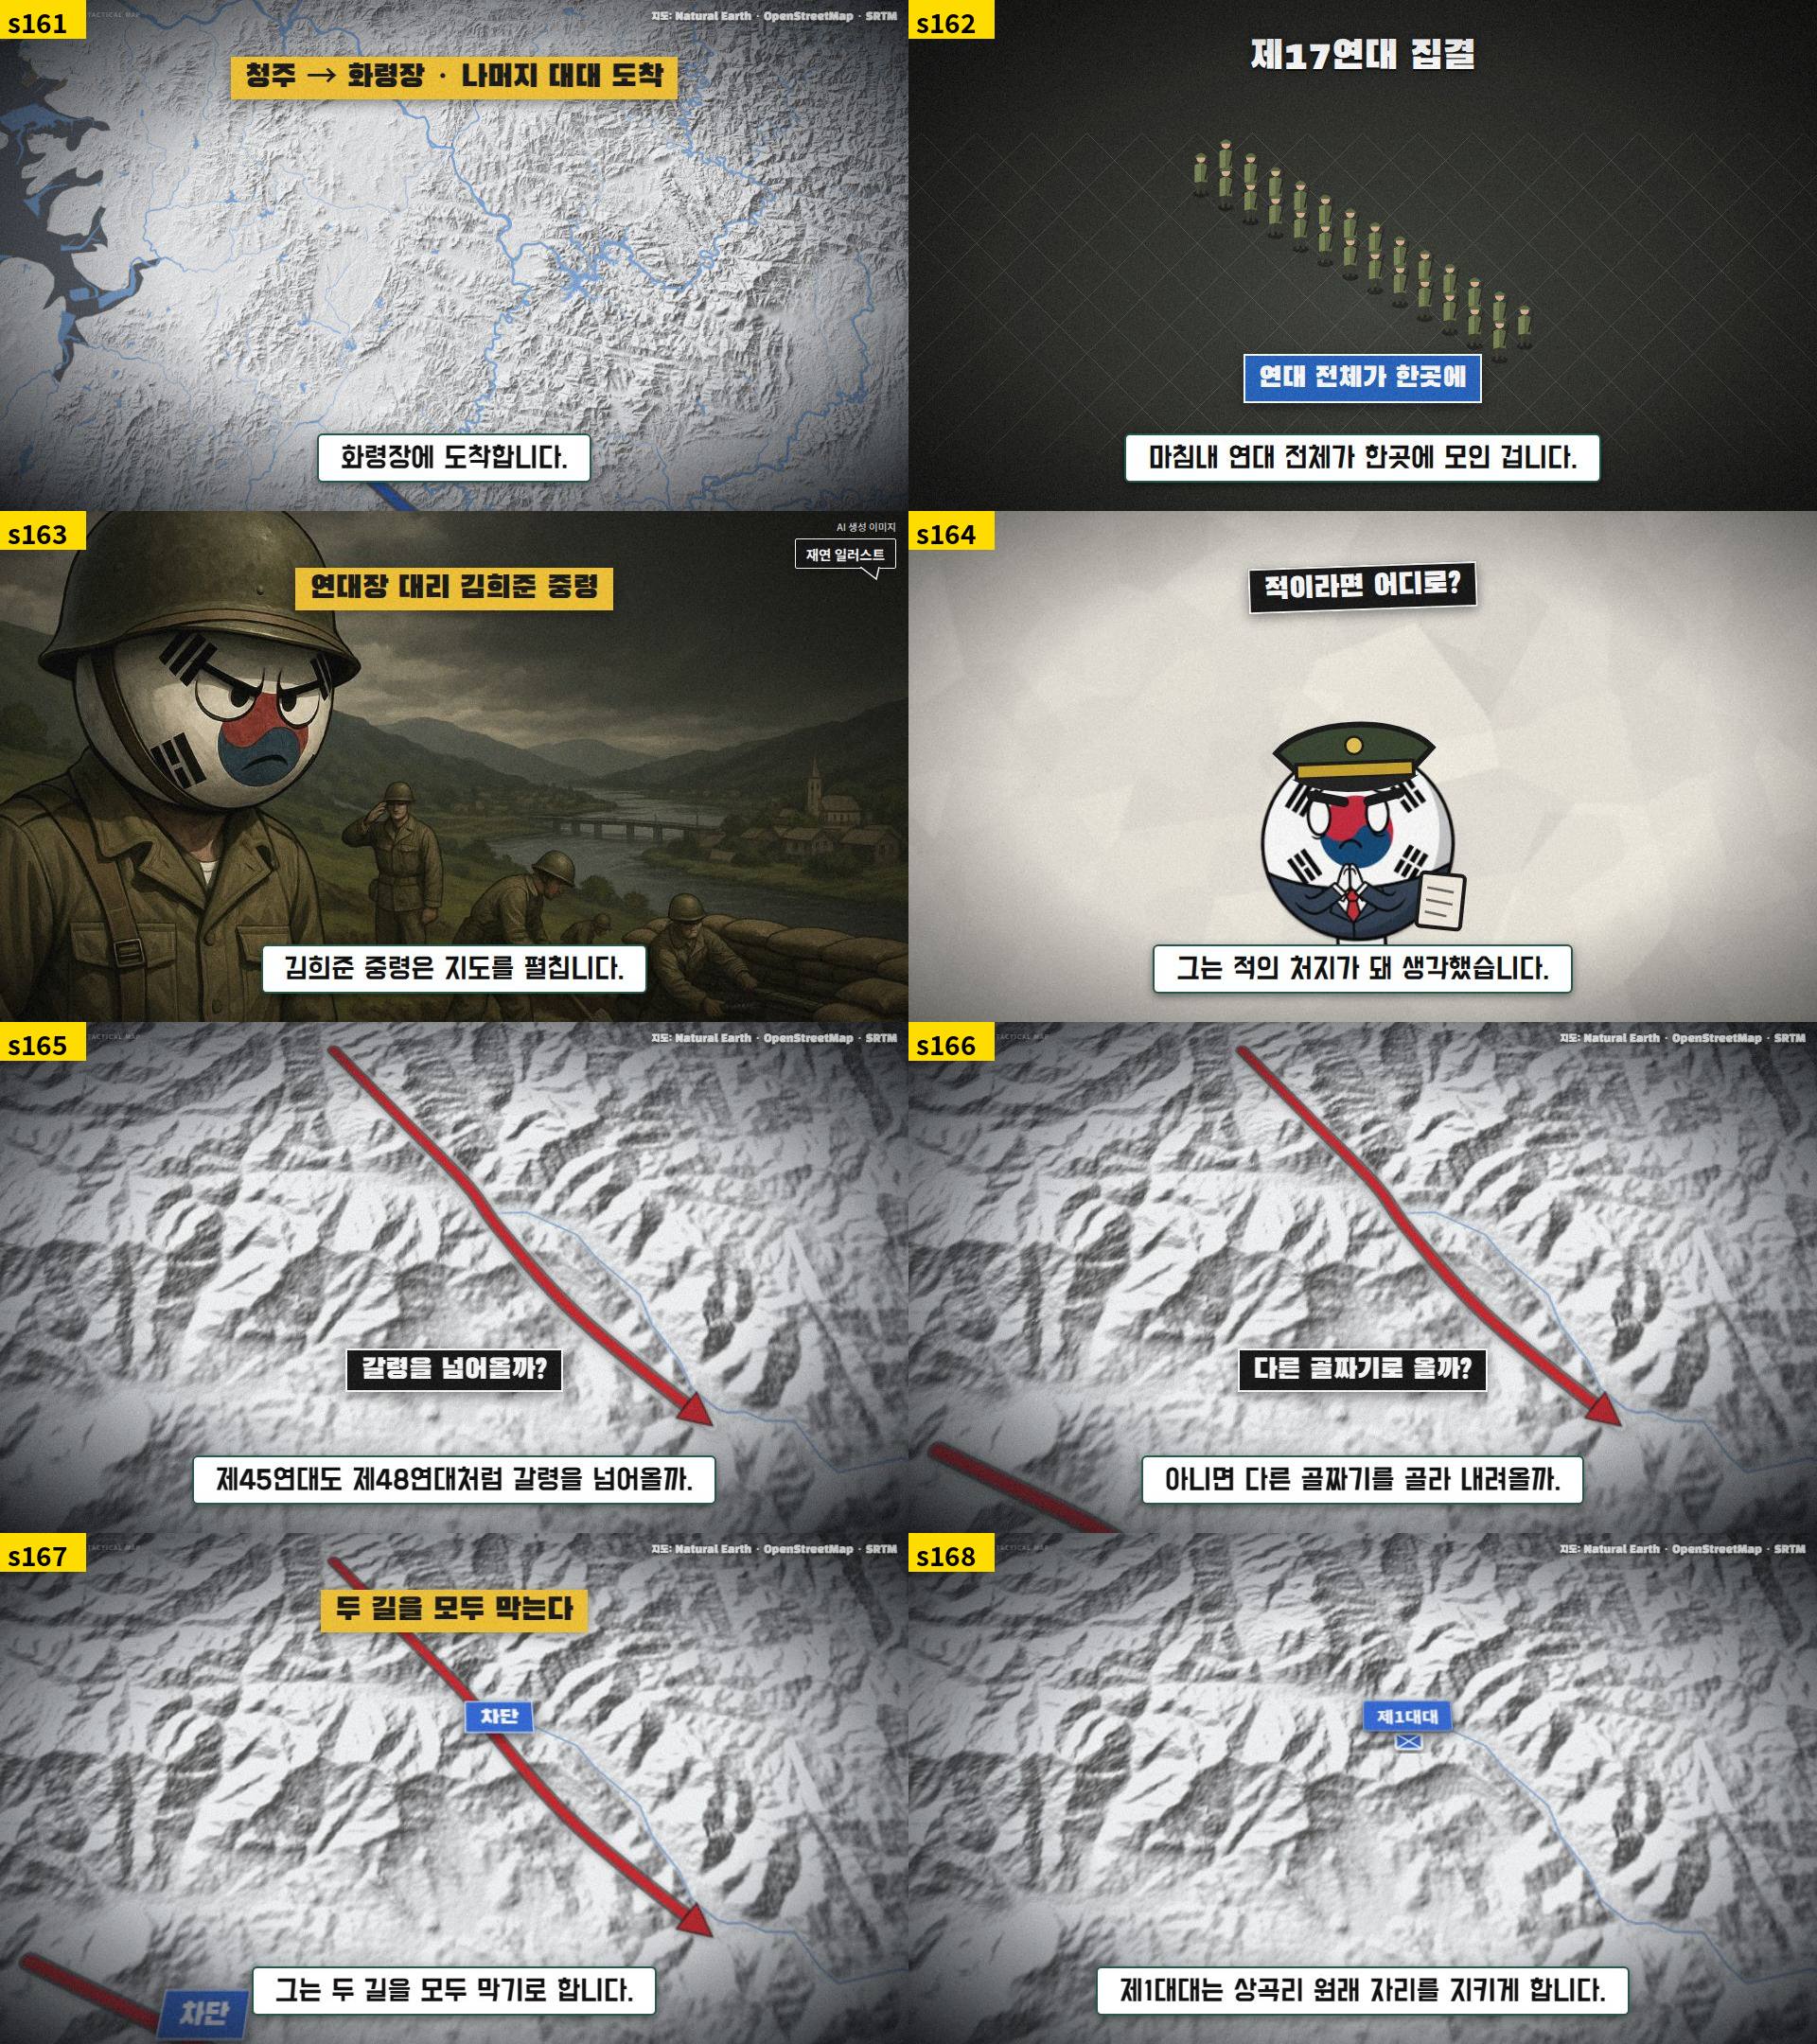 s161
TACTICAL MAP
지도: Natural Earth · OpenStreetMap · SRTM
청주 → 화령장 · 나머지 대대 도착
화령장에 도착합니다.
s162
제17연대 집결
연대 전체가 한곳에
마침내 연대 전체가 한곳에 모인 겁니다.
s163
AI 생성 이미지
재연 일러스트
연대장 대리 김희준 중령
김희준 중령은 지도를 펼칩니다.
s164
적이라면 어디로?
그는 적의 처지가 돼 생각했습니다.
s165
TACTICAL MAP
지도: Natural Earth · OpenStreetMap · SRTM
갈령을 넘어올까?
제45연대도 제48연대처럼 갈령을 넘어올까.
s166
TACTICAL MAP
지도: Natural Earth · OpenStreetMap · SRTM
다른 골짜기로 올까?
아니면 다른 골짜기를 골라 내려올까.
s167
TACTICAL MAP
지도: Natural Earth · OpenStreetMap · SRTM
두 길을 모두 막는다
차단
차단
그는 두 길을 모두 막기로 합니다.
s168
TACTICAL MAP
지도: Natural Earth · OpenStreetMap · SRTM
제1대대
제1대대는 상곡리 원래 자리를 지키게 합니다.